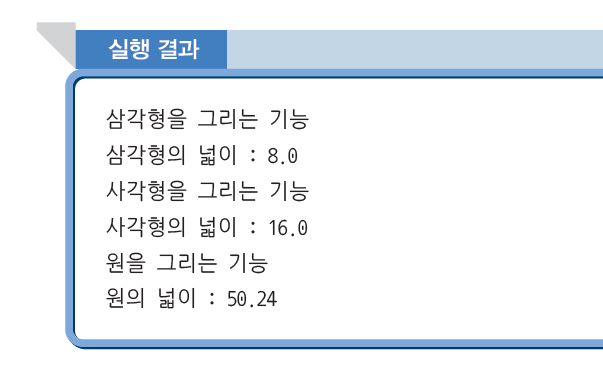 실행 결과
삼각형을 그리는 기능
삼각형의 넓이 : 8.0
사각형을 그리는 기능
사각형의 넓이 : 16.0
원을 그리는 기능
원의 넓이 : 50.24